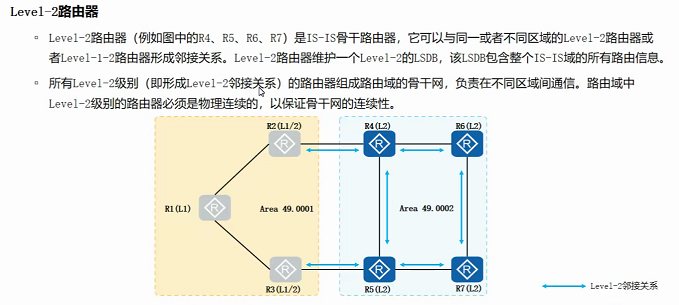 Level-2路由器
Level-2路由器（例如图中的R4、R5、R6、R7）是IS-IS骨干路由器，它可以与同一或者不同区域的Level-2路由器或
者Level-1-2路由器形成邻接关系。Level-2路由器维护一个Level-2的LSDB，该LSDB包含整个IS-IS域的所有路由信息。
所有Level-2级别（即形成Level-2邻接关系）的路由器组成路由域的骨干网，负责在不同区域间通信。路由域中
Level-2级别的路由器必须是物理连续的，以保证骨干网的连续性。
R2(L1/2)
R4(L2)
R6(L2)
R
R
R
R1(L1)
R
Area 49.0001
Area 49.0002
R
R
R
R3(L1/2)
R5(L2)
R7(L2)
Level-2邻接关系